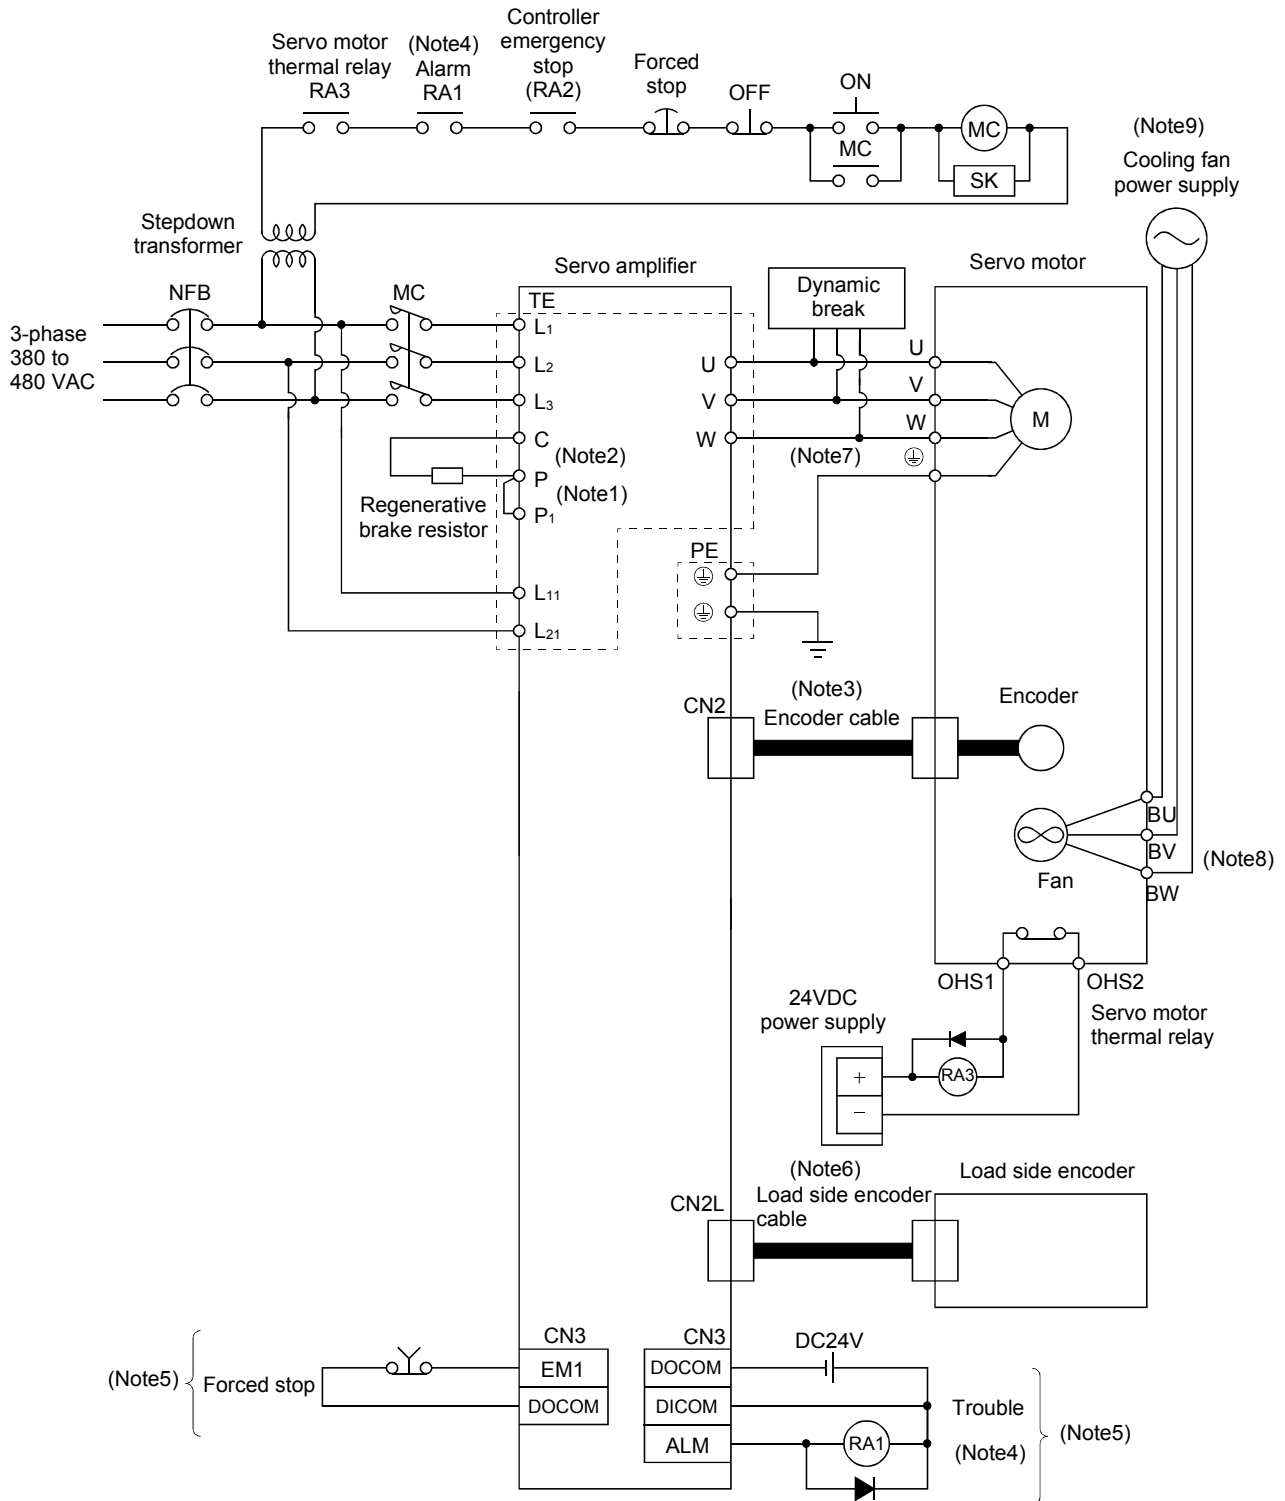 Controller
emergency
stop
(RA2)
Servo motor
thermal relay
RA3
(Note4)
Alarm
RA1
Forced
stop
OFF
ON
MC
MC
SK
(Note9)
Cooling fan
power supply
Stepdown
transformer
Servo amplifier
Servo motor
NFB
MC
TE
Dynamic
break
3-phase
380 to
480 VAC
L1
L2
L3
C
(Note2)
P
(Note1)
P1
Regenerative
brake resistor
L11
L21
U
V
W
U
V
W
(Note7)
M
PE
(Note3)
CN2
Encoder cable
Encoder
BU
BV
(Note8)
BW
Fan
OHS1
OHS2
Servo motor
thermal relay
24VDC
power supply
+
RA3
−
(Note6)
Load side encoder
cable
CN2L
Load side encoder
CN3
(Note5)
Forced stop
EM1
DOCOM
CN3
DC24V
DOCOM
DICOM
ALM
RA1
Trouble
(Note4)
(Note5)